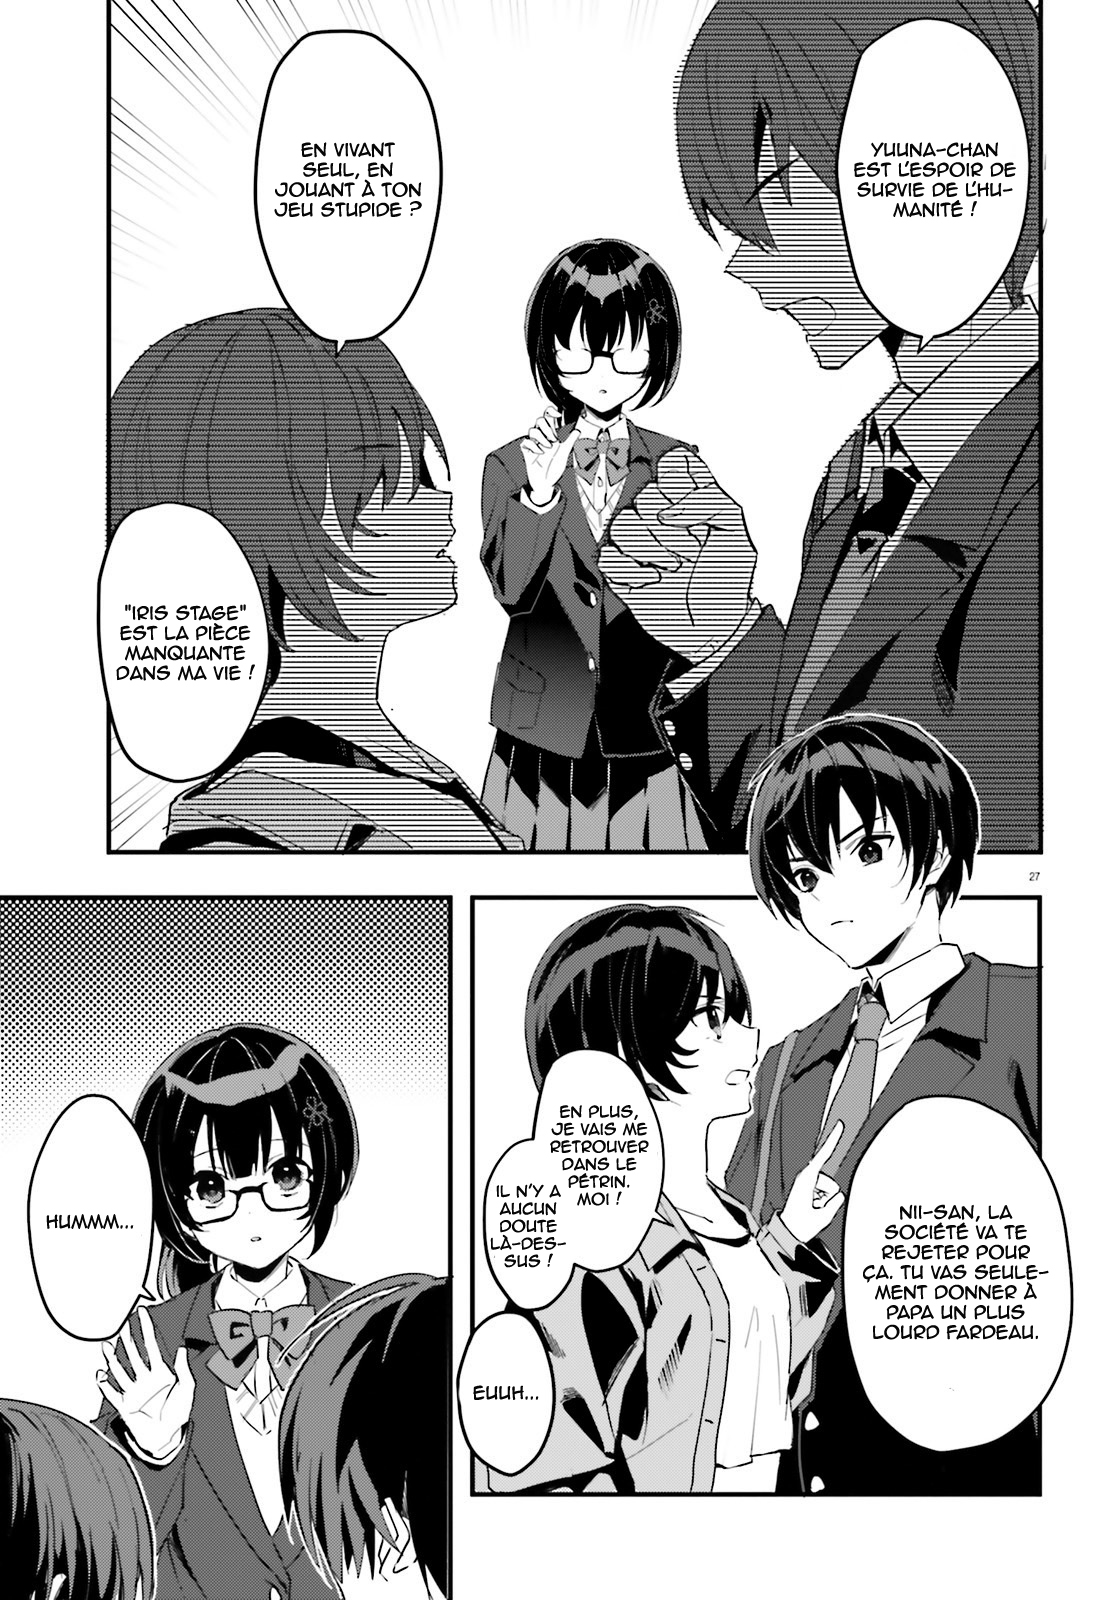 YUUNA-CHAN
EST L'ESPOIR DE
SURVIE DE L'HU-
MANITÉ !
EN VIVANT
SEUL, EN
JOUANT À TON
JEU STUPIDE ?
"IRIS STAGE"
EST LA PIÈCE
MANQUANTE
DANS MA VIE !
27
NII-SAN, LA
SOCIÉTÉ VA TE
REJETER POUR
ÇA. TU VAS SEULE-
MENT DONNER À
PAPA UN PLUS
LOURD FARDEAU.
EN PLUS,
JE VAIS ME
RETROUVER
DANS LE
PÉTRIN.
MOI !
IL N'Y A
AUCUN
DOUTE
LÀ-DES-
SUS !
EUUH...
HUMMM...